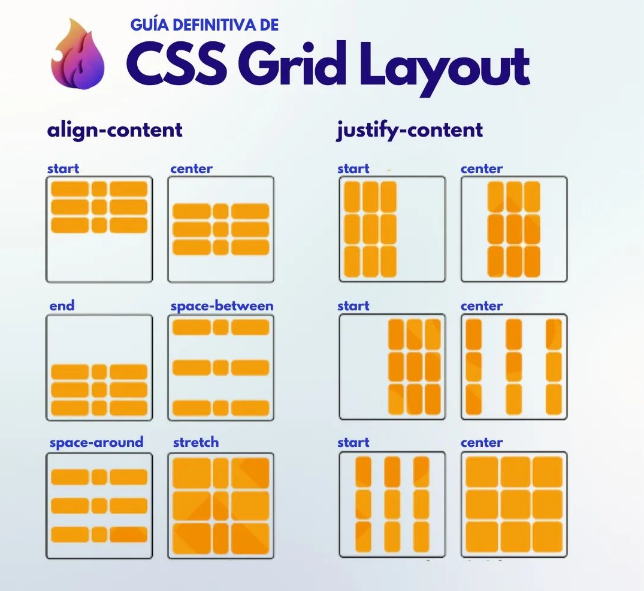 GUÍA DEFINITIVA DE
CSS Grid Layout
align-content
justify-content
start
center
start
center
end
space-between
start
center
space-around
stretch
start
center